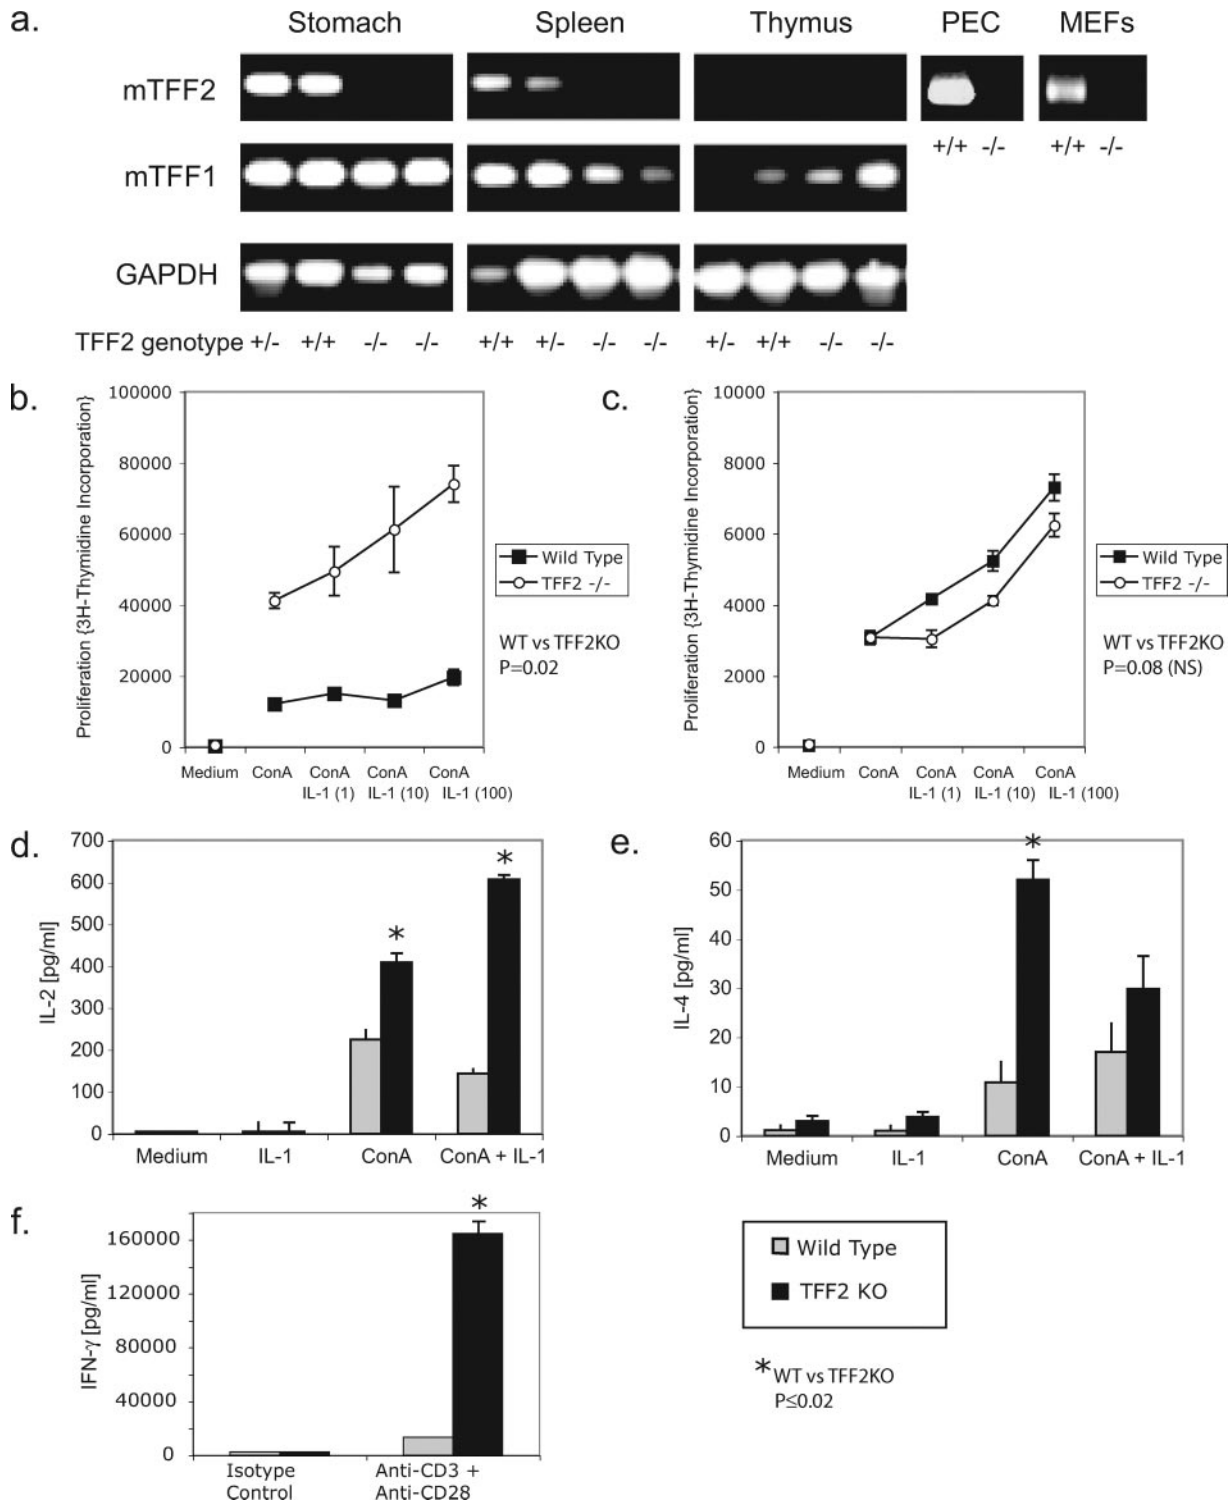 a.
Stomach Spleen Thymus PEC MEFs
mTFF2
+/+ -/- +/+ -/-
mTFF1
GAPDH
TFF2 genotype +/- +/+ -/- -/- +/+ +/- -/- -/- +/- +/+ -/- -/-
b.
Proliferation {3H-Thymidine Incorporation}
100000
80000
60000
40000
20000
0
Medium ConA ConA ConA ConA
IL-1 (1) IL-1 (10) IL-1 (100)
Wild Type
TFF2 -/-
WT vs TFF2KO
P=0.02
c.
Proliferation {3H-Thymidine Incorporation}
10000
8000
6000
4000
2000
0
Medium ConA ConA ConA ConA
IL-1 (1) IL-1 (10) IL-1 (100)
Wild Type
TFF2 -/-
WT vs TFF2KO
P=0.08 (NS)
d.
IL-2 [pg/ml]
700
600
500
400
300
200
100
0
* *
Medium IL-1 ConA ConA + IL-1
e.
IL-4 [pg/ml]
60
50
40
30
20
10
0
*
Medium IL-1 ConA ConA + IL-1
f.
IFN-γ [pg/ml]
160000
120000
80000
40000
0
*
Isotype Anti-CD3 +
Control Anti-CD28
Wild Type
TFF2 KO
* WT vs TFF2KO
P≤0.02